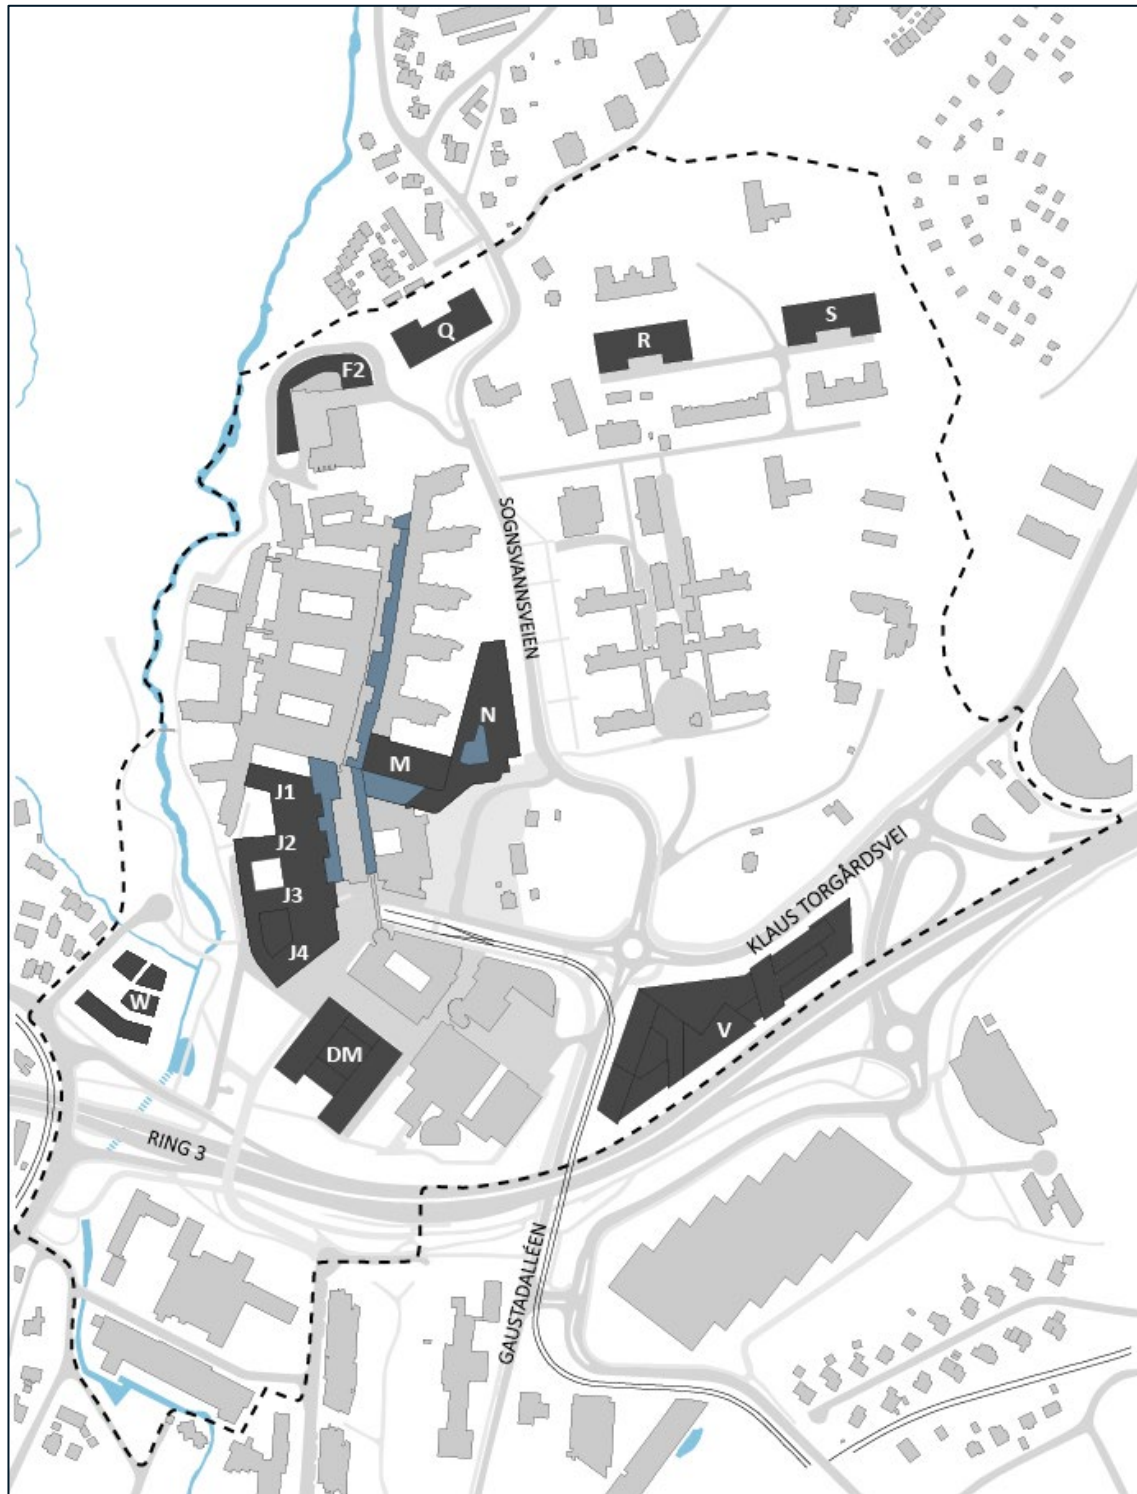 S
Q
R
F2
SOGNSVANNSVEIEN
N
M
J1
J2
J3
J4
KLAUS TORGÅRDSVEI
W
V
DM
RING 3
GAUSTADALLÉEN